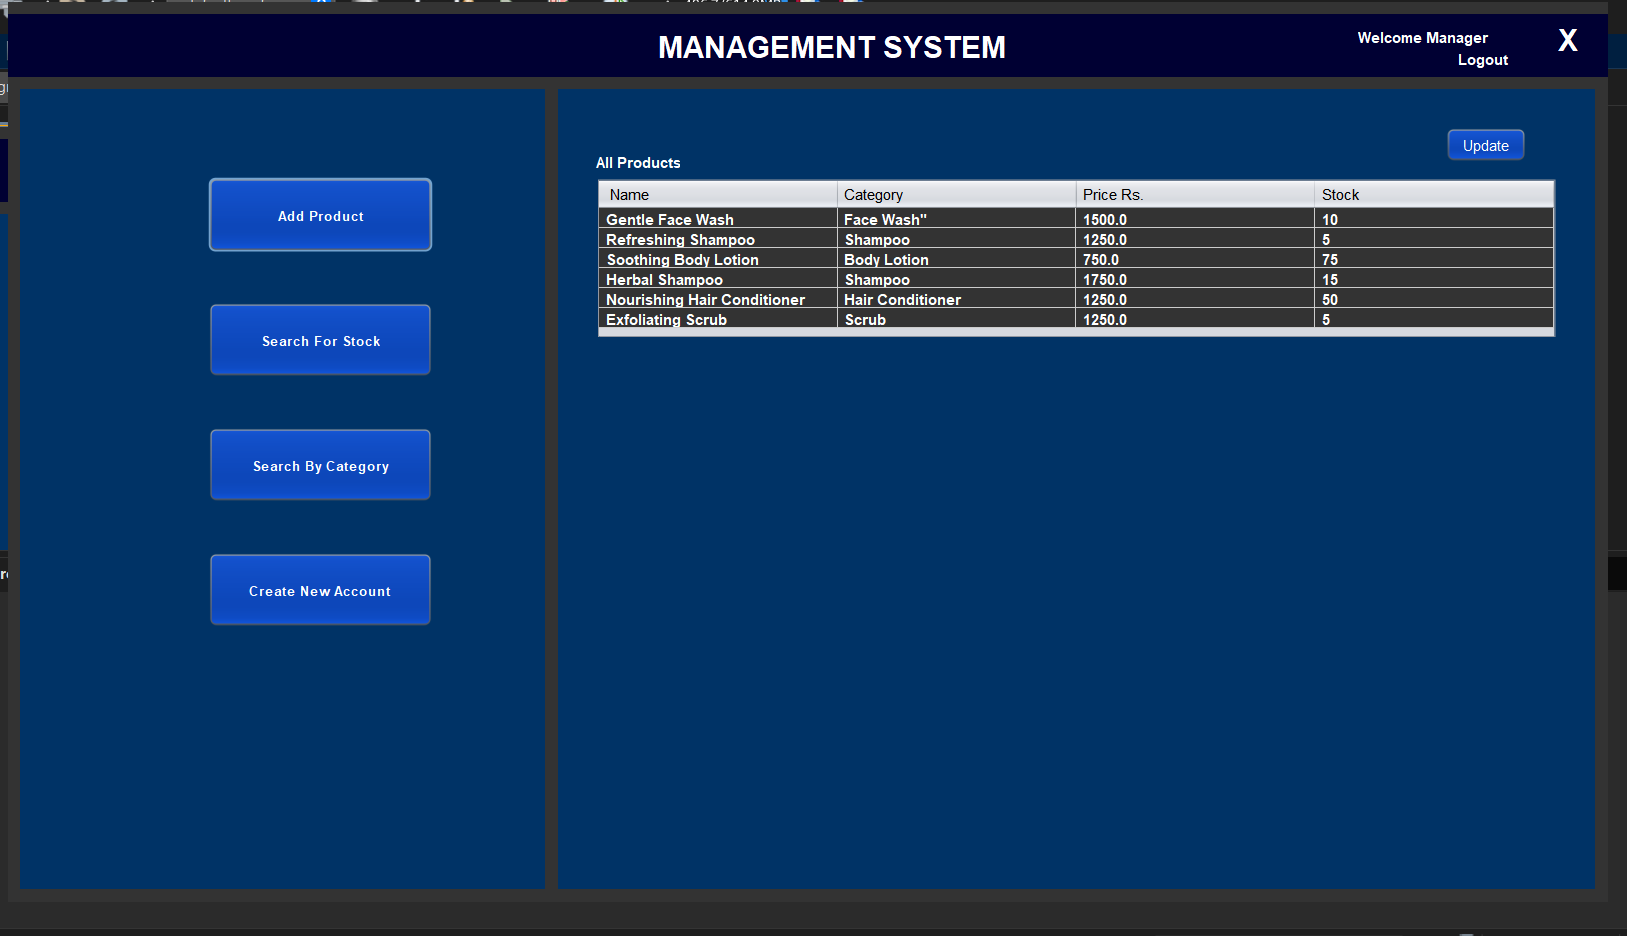 MANAGEMENT SYSTEM
Welcome Manager
X
Logout
Add Product
Search For Stock
Search By Category
Create New Account
Update
All Products
Name Category Price Rs. Stock
Gentle Face Wash Face Wash" 1500.0 10
Refreshing Shampoo Shampoo 1250.0 5
Soothing Body Lotion Body Lotion 750.0 75
Herbal Shampoo Shampoo 1750.0 15
Nourishing Hair Conditioner Hair Conditioner 1250.0 50
Exfoliating Scrub Scrub 1250.0 5